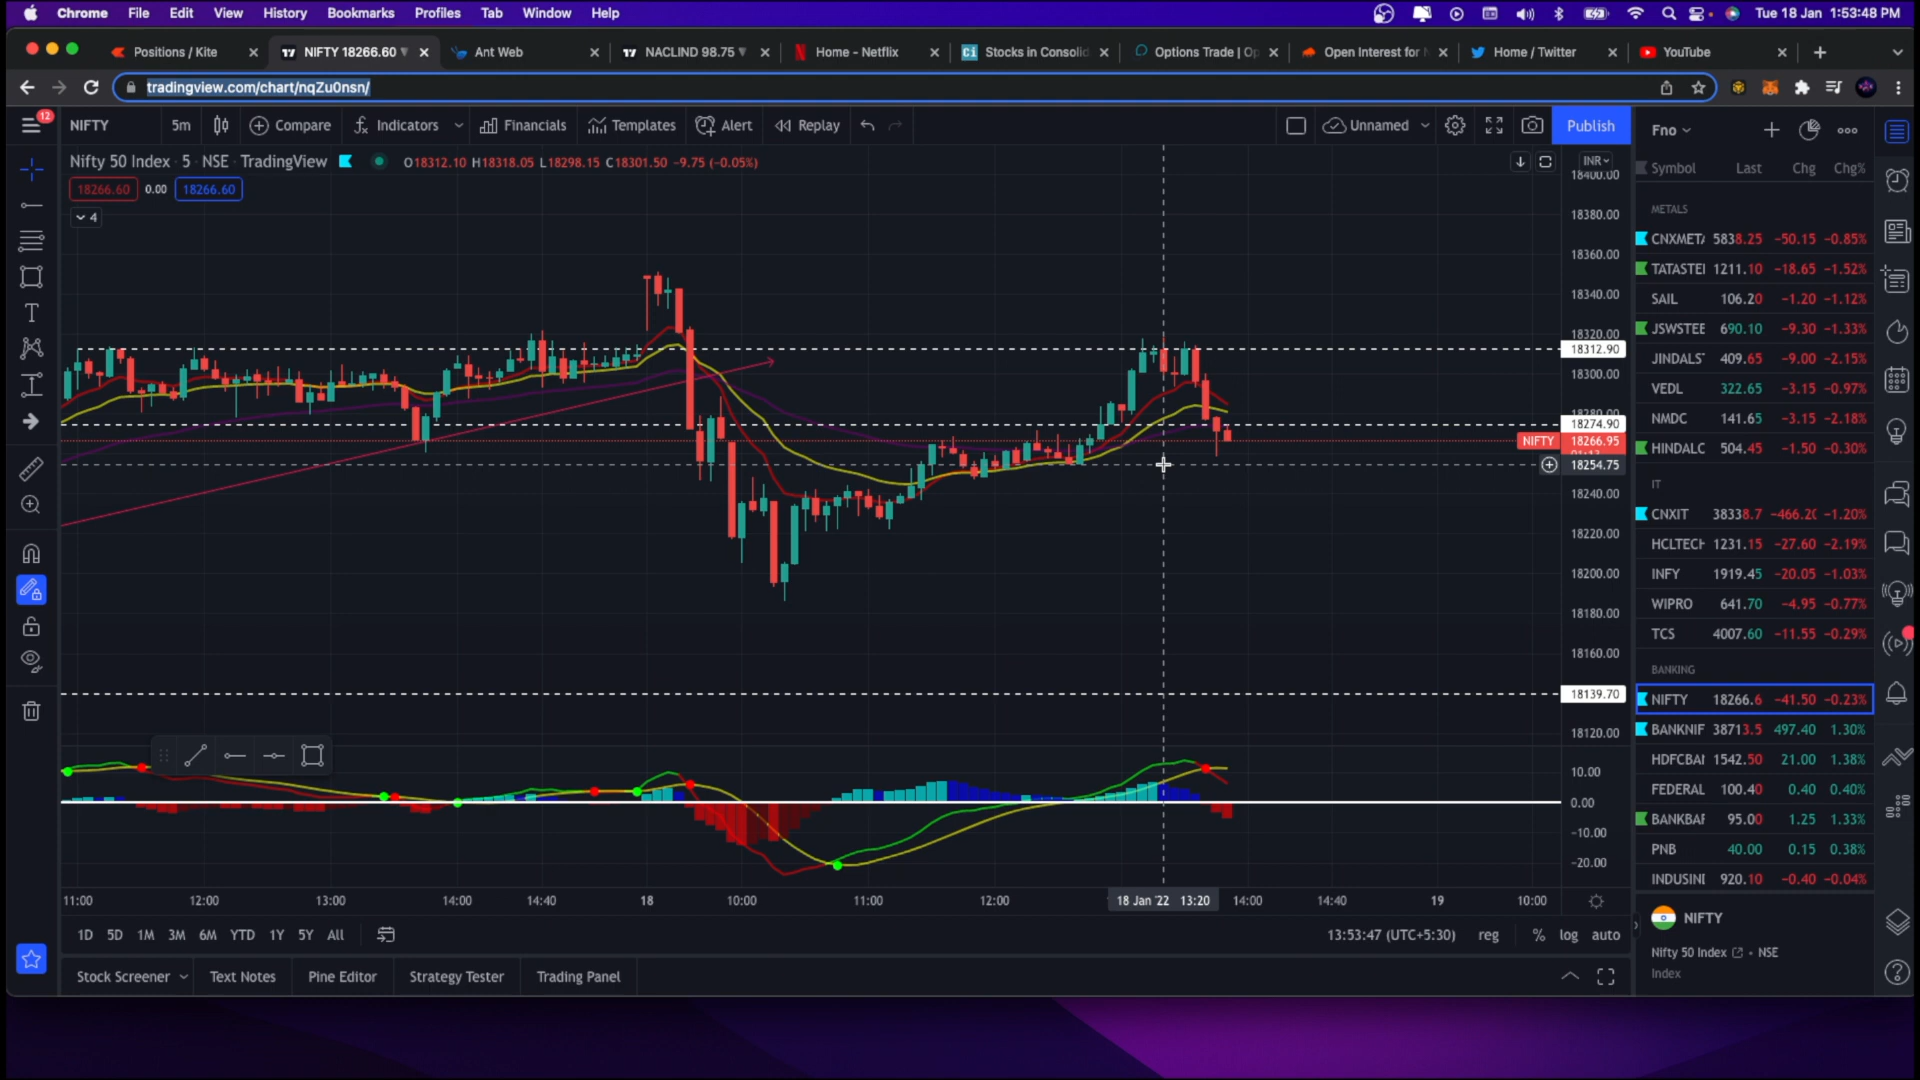 Chrome File Edit View History Bookmarks Profiles Tab Window Help Tue 18 Jan 1:53:48 PM
Positions / Kite NIFTY 18266.60 Ant Web NACLIND 98.75 Home - Netflix Stocks in Consolid Options Trade | Op Open Interest for N Home / Twitter YouTube
tradingview.com/chart/nqZu0nsn/
12 NIFTY 5m Compare Indicators Financials Templates Alert Replay Unnamed Publish
Nifty 50 Index · 5 · NSE TradingView O18312.10 H18318.05 L18298.15 C18301.50 -9.75 (-0.05%)
18266.60 0.00 18266.60
4
INR
18400.00
18380.00
18360.00
18340.00
18320.00
18312.90
18300.00
18280.00
18274.90
NIFTY 18266.95
18254.75
18240.00
18220.00
18200.00
18180.00
18160.00
18139.70
18120.00
10.00
0.00
-10.00
-20.00
11:00 12:00 13:00 14:00 14:40 18 10:00 11:00 12:00 18 Jan '22 13:20 14:00 14:40 19 10:00
1D 5D 1M 3M 6M YTD 1Y 5Y All 13:53:47 (UTC+5:30) reg % log auto
Stock Screener Text Notes Pine Editor Strategy Tester Trading Panel
Fno
Symbol Last Chg Chg%
METALS
CNXMETA 5838.25 -50.15 -0.85%
TATASTEI 1211.10 -18.65 -1.52%
SAIL 106.20 -1.20 -1.12%
JSWSTEE 690.10 -9.30 -1.33%
JINDALS 409.65 -9.00 -2.15%
VEDL 322.65 -3.15 -0.97%
NMDC 141.65 -3.15 -2.18%
HINDALC 504.45 -1.50 -0.30%
IT
CNXIT 38338.7 -466.20 -1.20%
HCLTECH 1231.15 -27.60 -2.19%
INFY 1919.45 -20.05 -1.03%
WIPRO 641.70 -4.95 -0.77%
TCS 4007.60 -11.55 -0.29%
BANKING
NIFTY 18266.6 -41.50 -0.23%
BANKNIF 38713.5 497.40 1.30%
HDFCBAI 1542.50 21.00 1.38%
FEDERAL 100.40 0.40 0.40%
BANKBAF 95.00 1.25 1.33%
PNB 40.00 0.15 0.38%
INDUSINI 920.10 -0.40 -0.04%
NIFTY
Nifty 50 Index • NSE
Index